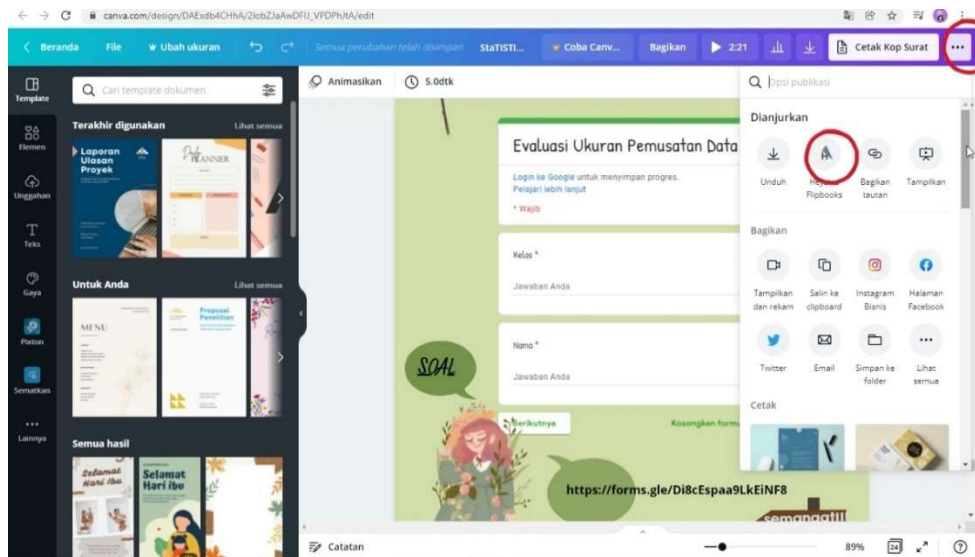 canva.com/design/DAExdb4CHhA/2IobZJaAwDFIJ_VPDPhJtA/edit
Beranda File Ubah ukuran Semua perubahan telah disimpan StaTISTI... Coba Canv... Bagikan 2:21 Cetak Kop Surat
Template
Elemen
Unggahan
Teks
Gaya
Pixton
Sematkan
Lainnya
Cari template dokumen
Terakhir digunakan Lihat semua
Laporan
Ulasan
Proyek
Daily
PLANNER
Untuk Anda Lihat semua
MENU
Proposal
Penelitian
Semua hasil
Selamat
Hari Ibu
Selamat
Hari Ibu
Animasikan 5.0dtk
Evaluasi Ukuran Pemusatan Data
Login ke Google untuk menyimpan progres.
Pelajari lebih lanjut
* Wajib
Kelas *
Jawaban Anda
Nama *
Jawaban Anda
SOAL
Berikutnya Kosongkan formu
https://forms.gle/Di8cEspaa9LkEiNF8
semangatii
Opsi publikasi
Dianjurkan
Unduh
Heyzine
Flipbooks
Bagikan
tautan
Tampilkan
Bagikan
Tampilkan
dan rekam
Salin ke
clipboard
Instagram
Bisnis
Halaman
Facebook
Twitter
Email
Simpan ke
folder
Lihat
semua
Cetak
Catatan
89% 24